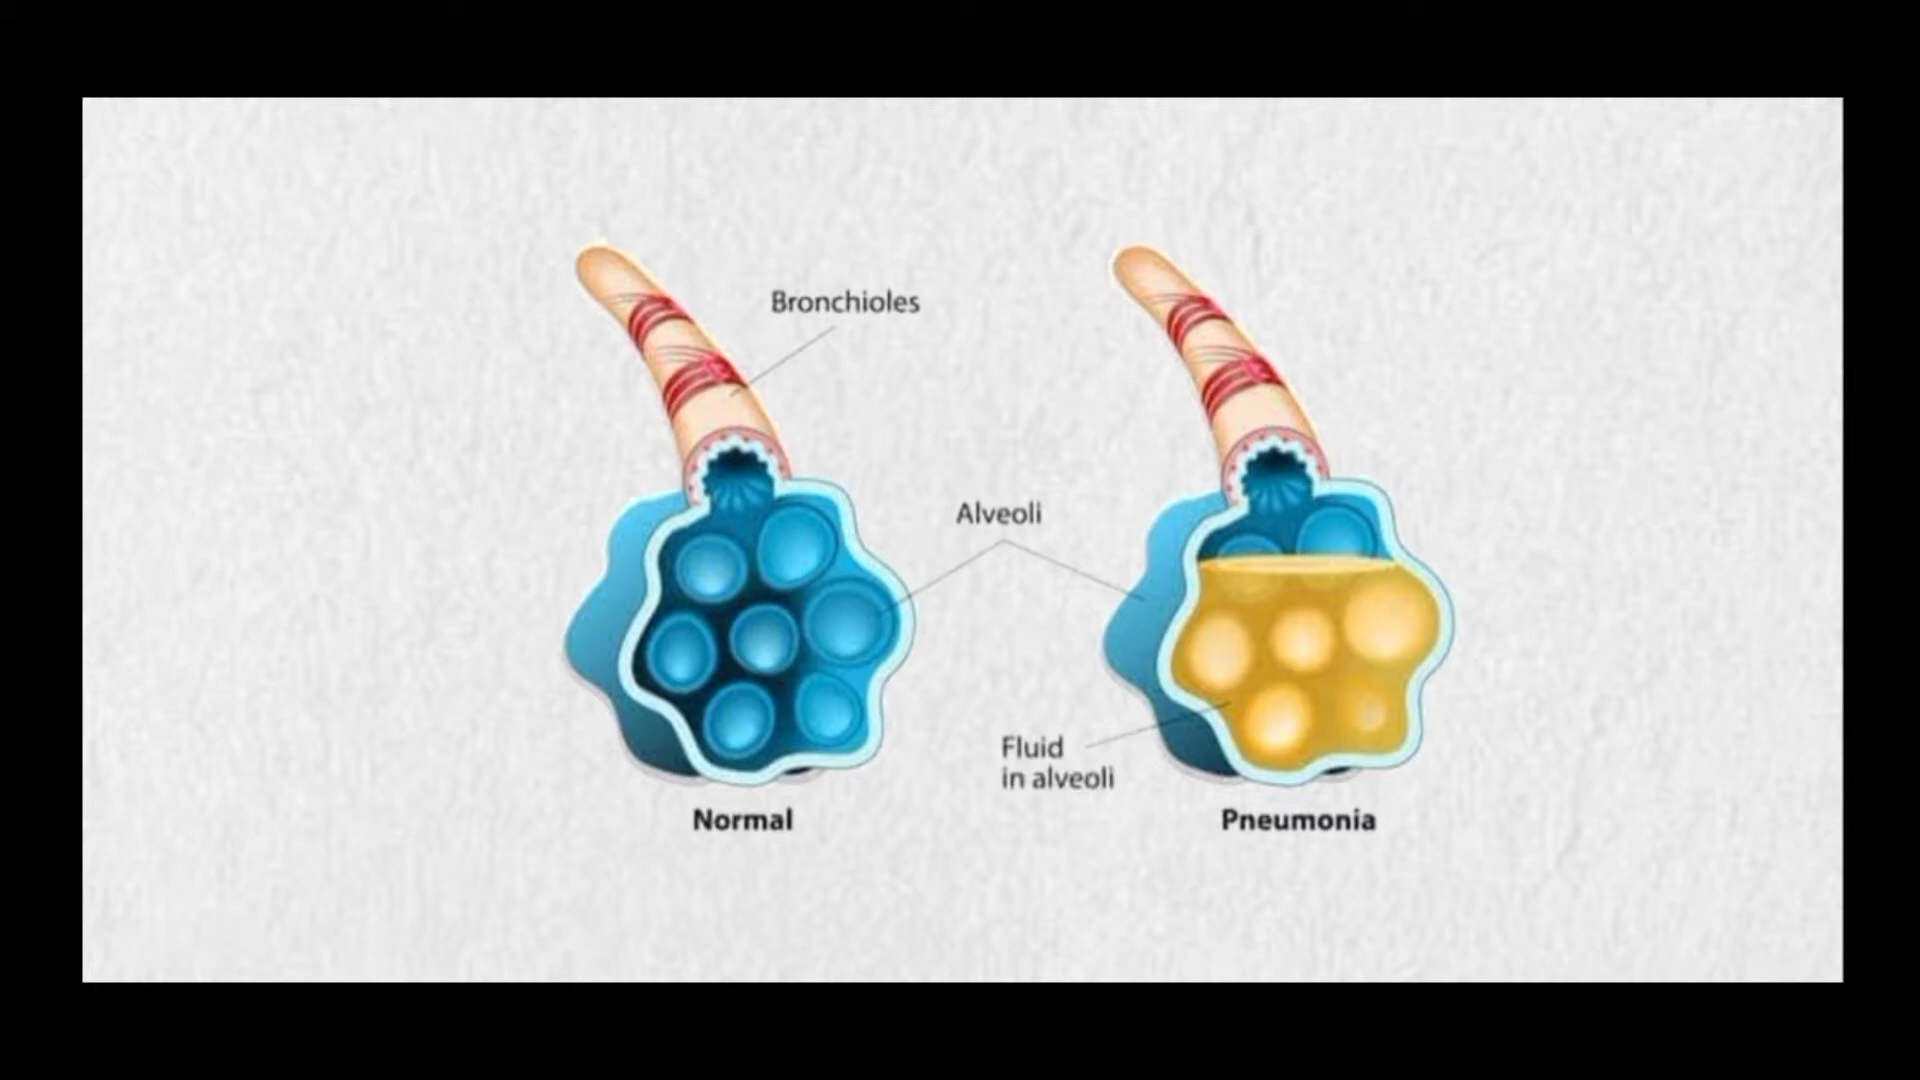 Bronchioles
Alveoli
Fluid
in alveoli
Normal
Pneumonia